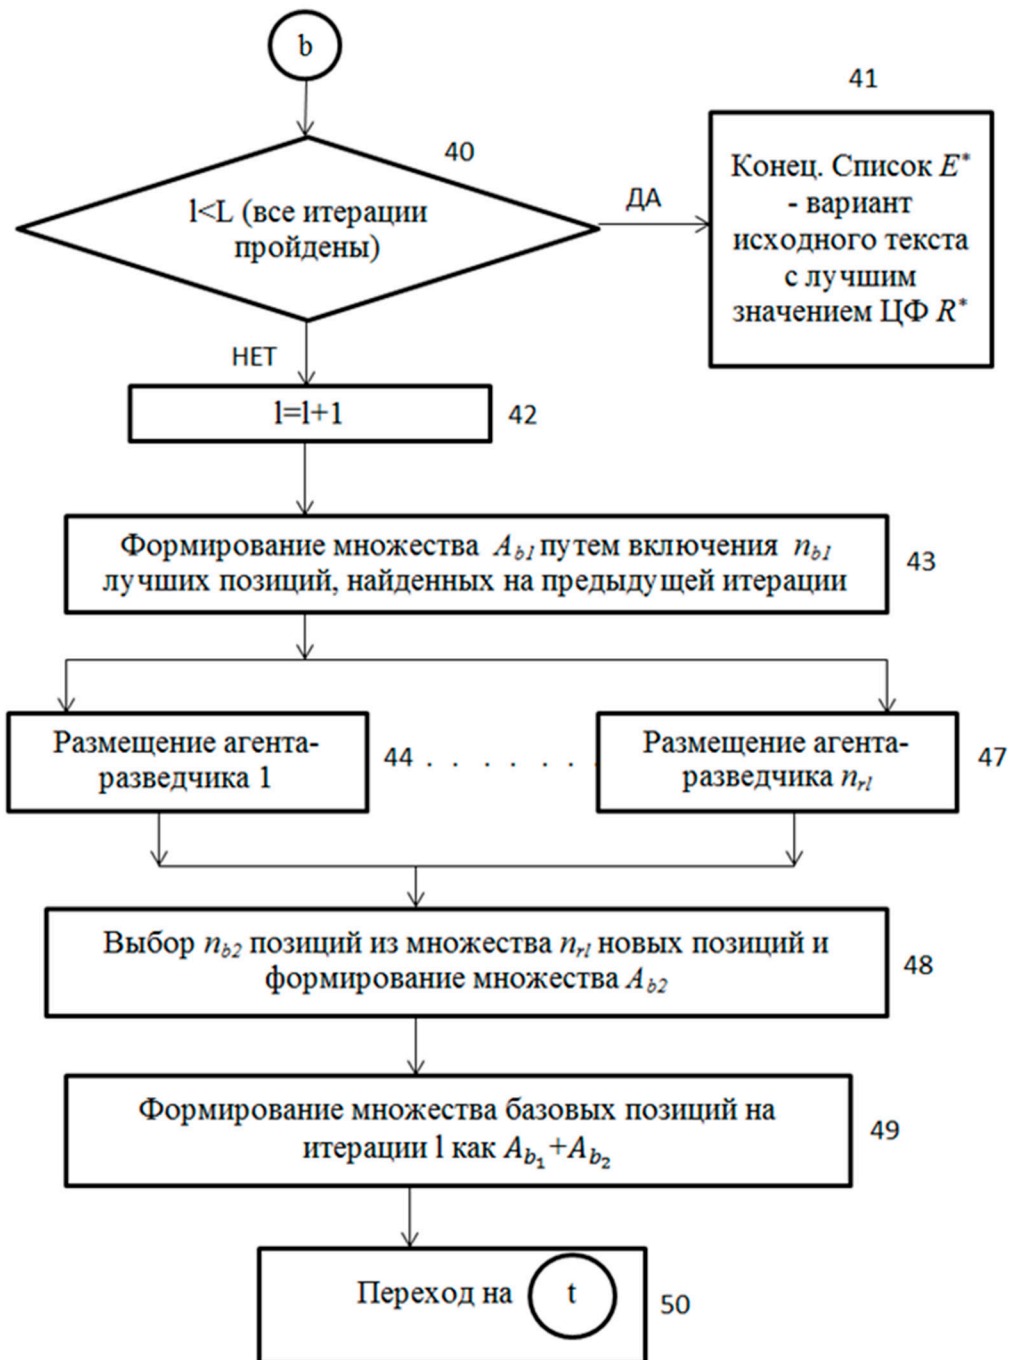 b
40
l<L (все итерации
пройдены)
ДА
41
Конец. Список E*
- вариант
исходного текста
с лучшим
значением ЦФ R*
НЕТ
l=l+1
42
Формирование множества A_b1 путем включения n_b1
лучших позиций, найденных на предыдущей итерации
43
Размещение агента-
разведчика 1
44 . . . . . . .
Размещение агента-
разведчика n_rl
47
Выбор n_b2 позиций из множества n_rl новых позиций и
формирование множества A_b2
48
Формирование множества базовых позиций на
итерации l как A_b1+A_b2
49
Переход на t
50